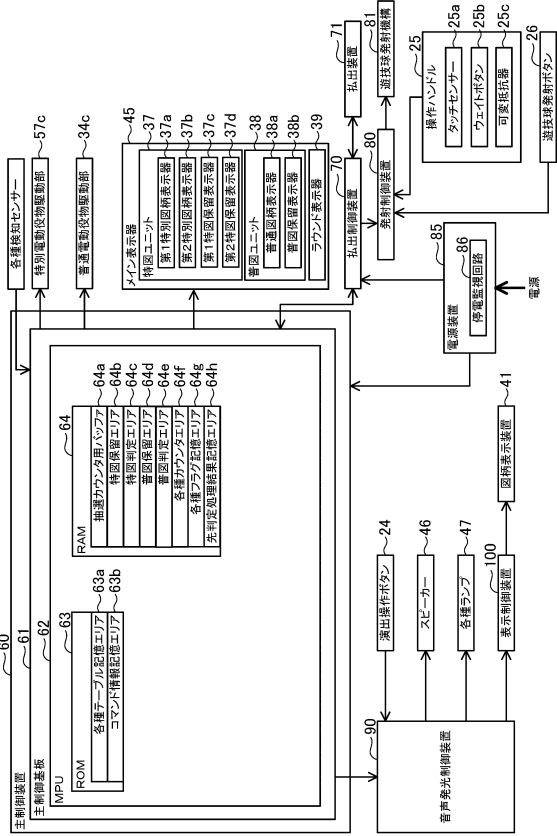 60
主制御装置
61
主制御基板
62
MPU
63
ROM
各種テーブル記憶エリア
63a
コマンド情報記憶エリア
63b
64
RAM
抽選カウンタ用バッファ
64a
特図保留エリア
64b
特図判定エリア
64c
普図保留エリア
64d
普図判定エリア
64e
各種カウンタエリア
64f
各種フラグ記憶エリア
64g
先判定処理結果記憶エリア
64h
各種検知センサー
特別電動役物駆動部
57c
普通電動役物駆動部
34c
45
メイン表示器
特図ユニット
37
第1特別図柄表示器
37a
第2特別図柄表示器
37b
第1特図保留表示器
37c
第2特図保留表示器
37d
普図ユニット
38
普通図柄表示器
38a
普図保留表示器
38b
ラウンド表示器
39
払出制御装置
70
払出装置
71
発射制御装置
80
遊技球発射機構
81
操作ハンドル
25
タッチセンサー
25a
ウェイトボタン
25b
可変抵抗器
25c
遊技球発射ボタン
26
電源装置
85
停電監視回路
86
電源
90
音声発光制御装置
演出操作ボタン
24
スピーカー
46
各種ランプ
47
表示制御装置
100
図柄表示装置
41